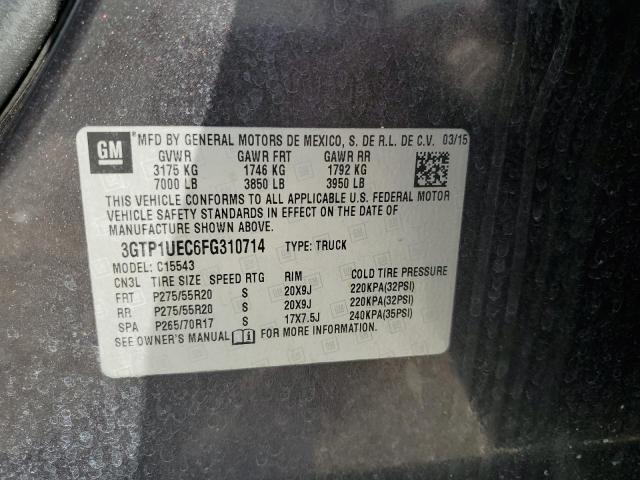 GM
*MFD BY GENERAL MOTORS DE MEXICO, S. DE R.L. DE C.V. 03/15
GVWR GAWR FRT GAWR RR
3175 KG 1746 KG 1792 KG
7000 LB 3850 LB 3950 LB
THIS VEHICLE CONFORMS TO ALL APPLICABLE U.S. FEDERAL MOTOR
VEHICLE SAFETY STANDARDS IN EFFECT ON THE DATE OF
MANUFACTURE SHOWN ABOVE.
3GTP1UEC6FG310714 TYPE: TRUCK
MODEL: C15543
CN3L TIRE SIZE SPEED RTG RIM COLD TIRE PRESSURE
FRT P275/55R20 S 20X9J 220KPA(32PSI)
RR P275/55R20 S 20X9J 220KPA(32PSI)
SPA P265/70R17 S 17X7.5J 240KPA(35PSI)
SEE OWNER'S MANUAL FOR MORE INFORMATION.